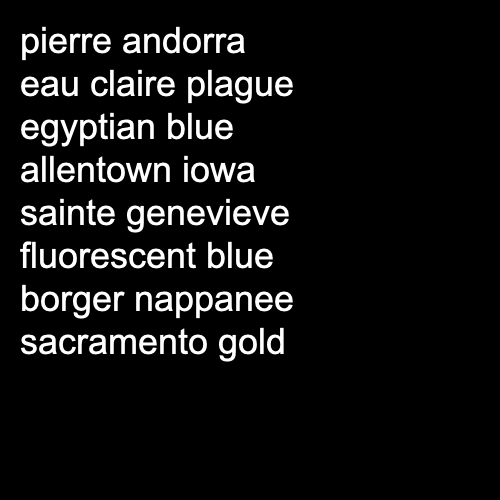 pierre andorra
eau claire plague
egyptian blue
allentown iowa
sainte genevieve
fluorescent blue
borger nappanee
sacramento gold